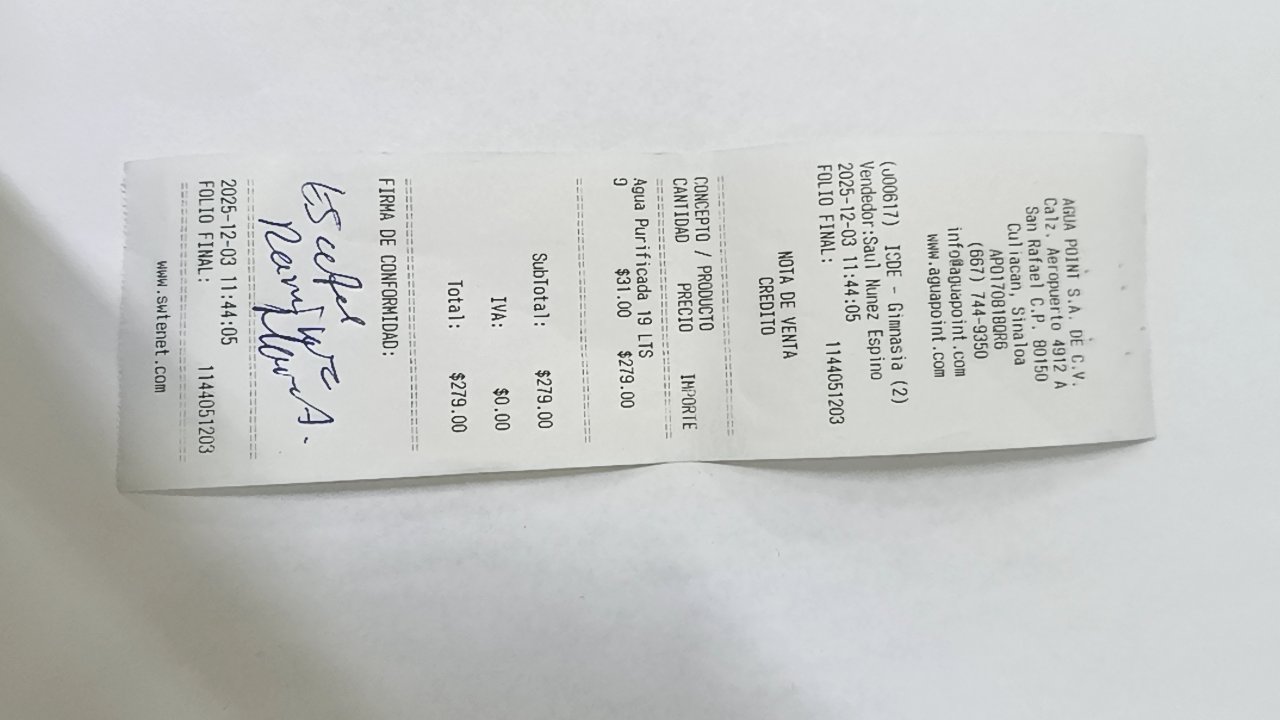 AGUA POINT S.A. DE C.V.
Calz. Aeropuerto 4912 A
San Rafael C.P. 80150
Culiacan, Sinaloa
APO170818QR6
(667) 744-9350
info@aguapoint.com
www.aguapoint.com
(J00617) ISDE - Gimnasia (2)
Vendedor:Saul Nunez Espino
2025-12-03 11:44:05
FOLIO FINAL: 1144051203
NOTA DE VENTA
CREDITO
CONCEPTO / PRODUCTO
CANTIDAD PRECIO IMPORTE
Agua Purificada 19 LTS
9 $31.00 $279.00
SubTotal: $279.00
IVA: $0.00
Total: $279.00
FIRMA DE CONFORMIDAD:
2025-12-03 11:44:05
FOLIO FINAL: 1144051203
www.swtenet.com